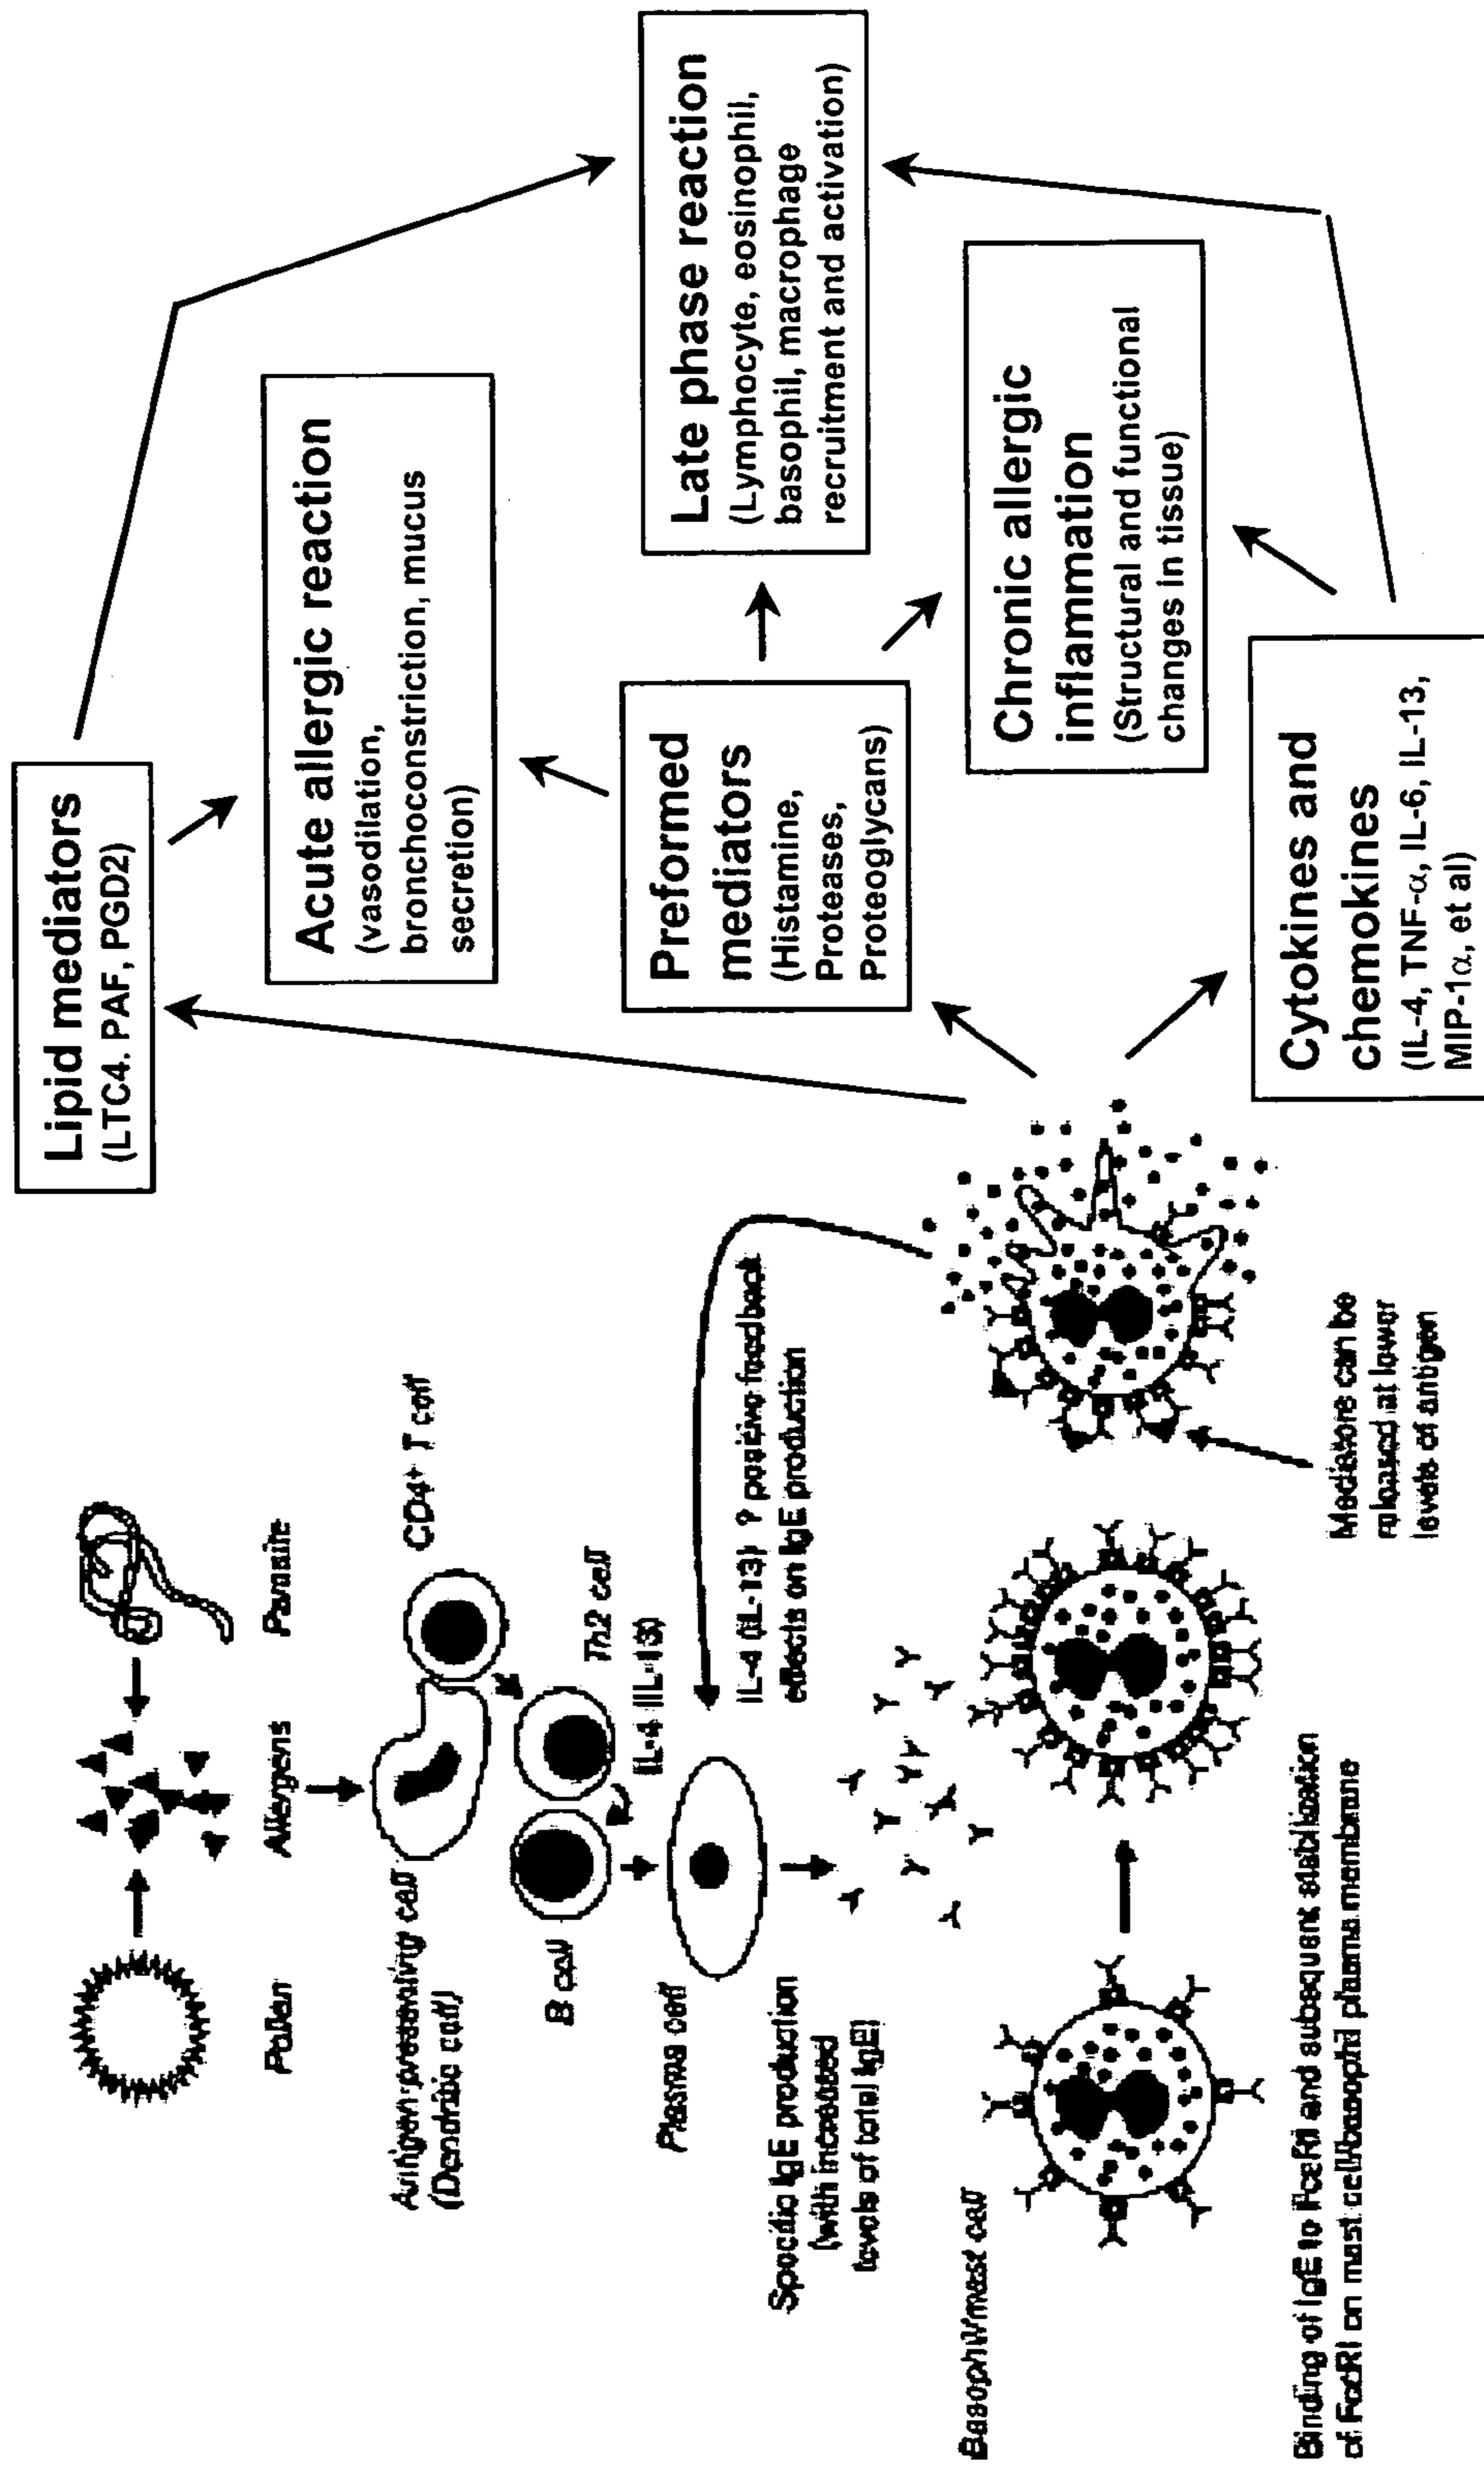 Pollen
Allergens
Parasite
Antigen-presenting cell
(Dendritic cell)
CD4+ T cell
B cell
Th2 cell
IL-4 (IL-13)
Plasma cell
IL-4 (IL-13) ? positive feedback
effects on IgE production
Specific IgE production
(with increased
levels of total IgE)
Basophil/mast cell
Binding of IgE to FcεRI and subsequent stabilization
of FcεRI on mast cell/basophil plasma membrane
Mediators can be
released at lower
levels of antigen
Lipid mediators
(LTC4. PAF, PGD2)
Acute allergic reaction
(vasodilation,
bronchoconstriction, mucus
secretion)
Preformed
mediators
(Histamine,
Proteases,
Proteoglycans)
Late phase reaction
(Lymphocyte, eosinophil,
basophil, macrophage
recruitment and activation)
Chronic allergic
inflammation
(Structural and functional
changes in tissue)
Cytokines and
chemokines
(IL-4, TNF-α, IL-6, IL-13,
MIP-1α, et al)